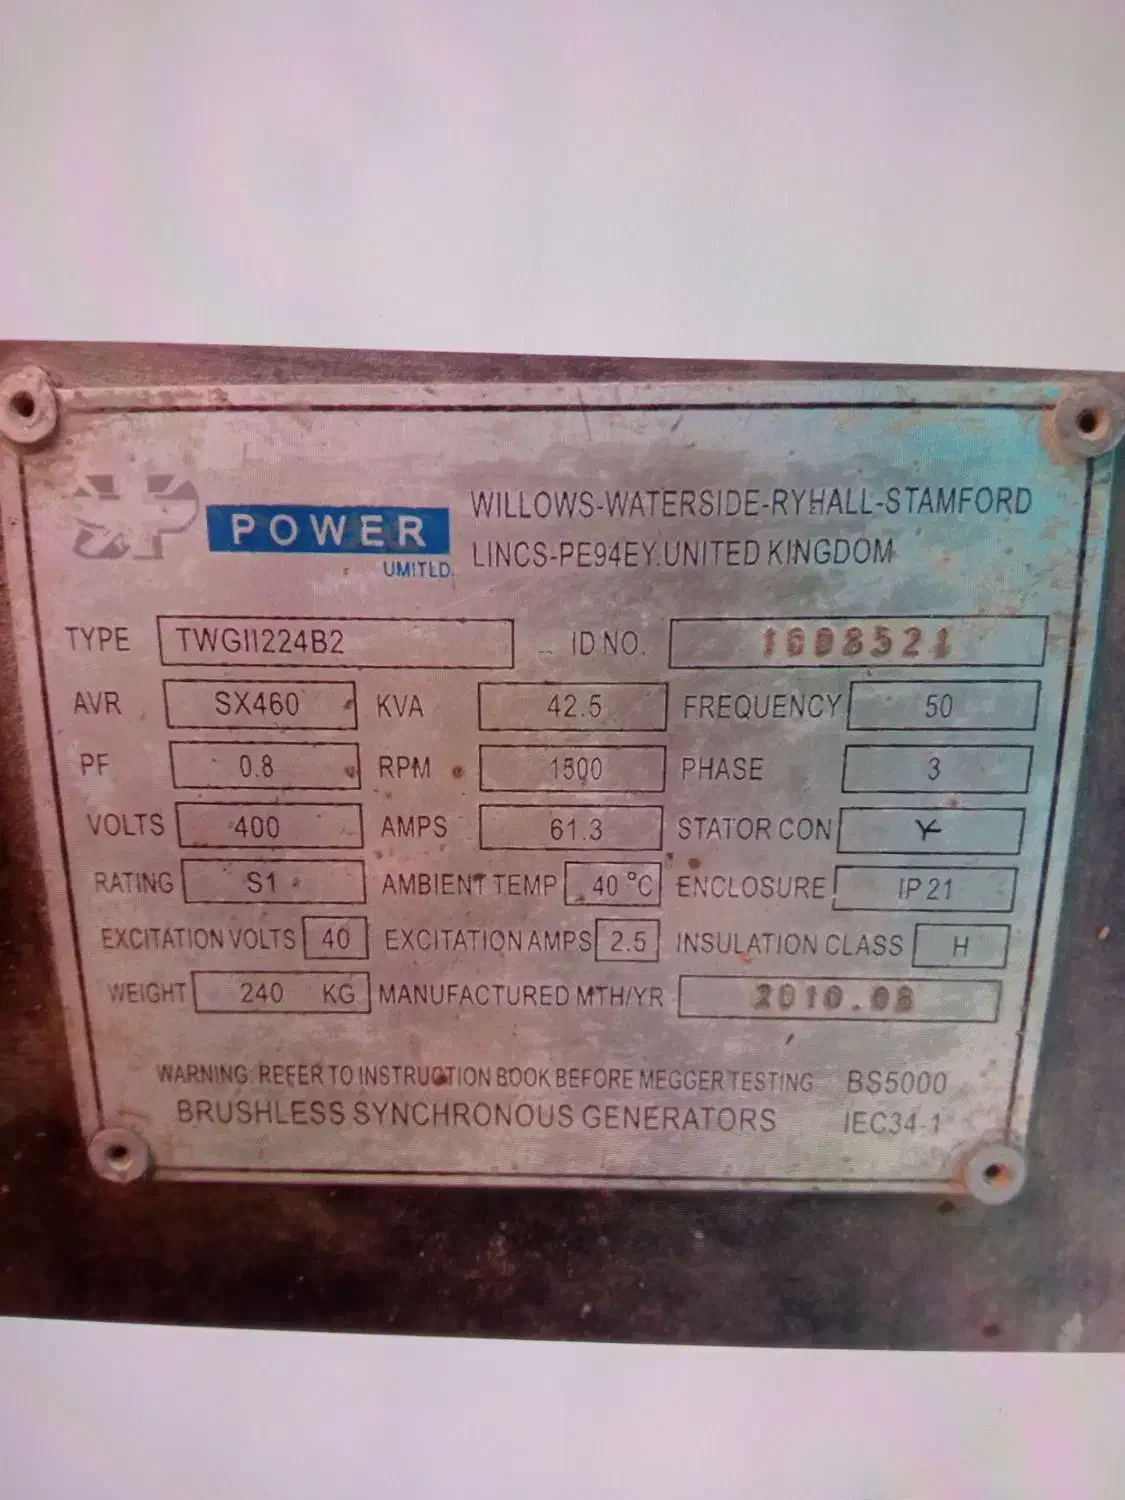 POWER
UMITLD.
WILLOWS-WATERSIDE-RYHALL-STAMFORD
LINCS-PE94EY.UNITED KINGDOM
TYPE TWGII224B2 ID NO. 1608521
AVR SX460 KVA 42.5 FREQUENCY 50
PF 0.8 RPM 1500 PHASE 3
VOLTS 400 AMPS 61.3 STATOR CON Y
RATING S1 AMBIENT TEMP 40 °C ENCLOSURE IP21
EXCITATION VOLTS 40 EXCITATION AMPS 2.5 INSULATION CLASS H
WEIGHT 240 KG MANUFACTURED MTH/YR 2010.08
WARNING: REFER TO INSTRUCTION BOOK BEFORE MEGGER TESTING BS5000
BRUSHLESS SYNCHRONOUS GENERATORS IEC34-1